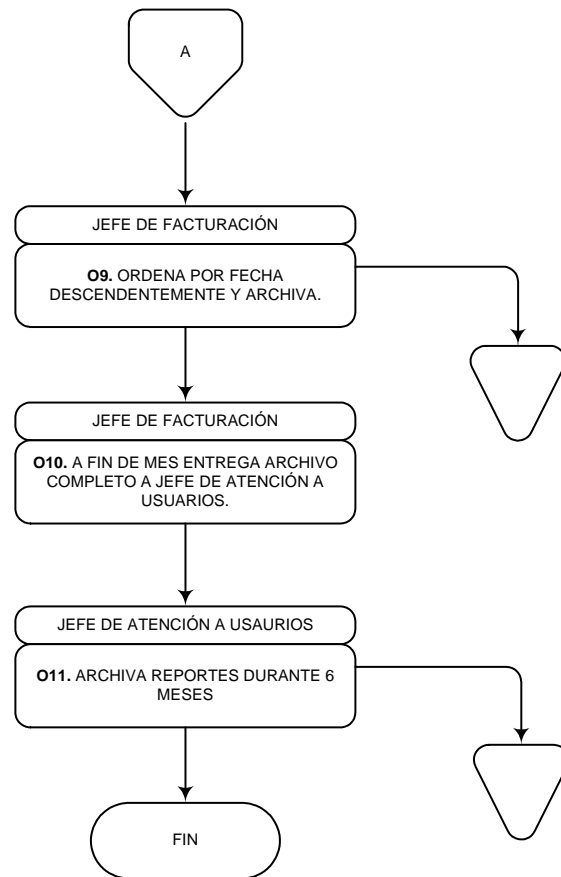 A
JEFE DE FACTURACIÓN
O9. ORDENA POR FECHA
DESCENDENTEMENTE Y ARCHIVA.
JEFE DE FACTURACIÓN
O10. A FIN DE MES ENTREGA ARCHIVO
COMPLETO A JEFE DE ATENCIÓN A
USUARIOS.
JEFE DE ATENCIÓN A USAURIOS
O11. ARCHIVA REPORTES DURANTE 6
MESES
FIN